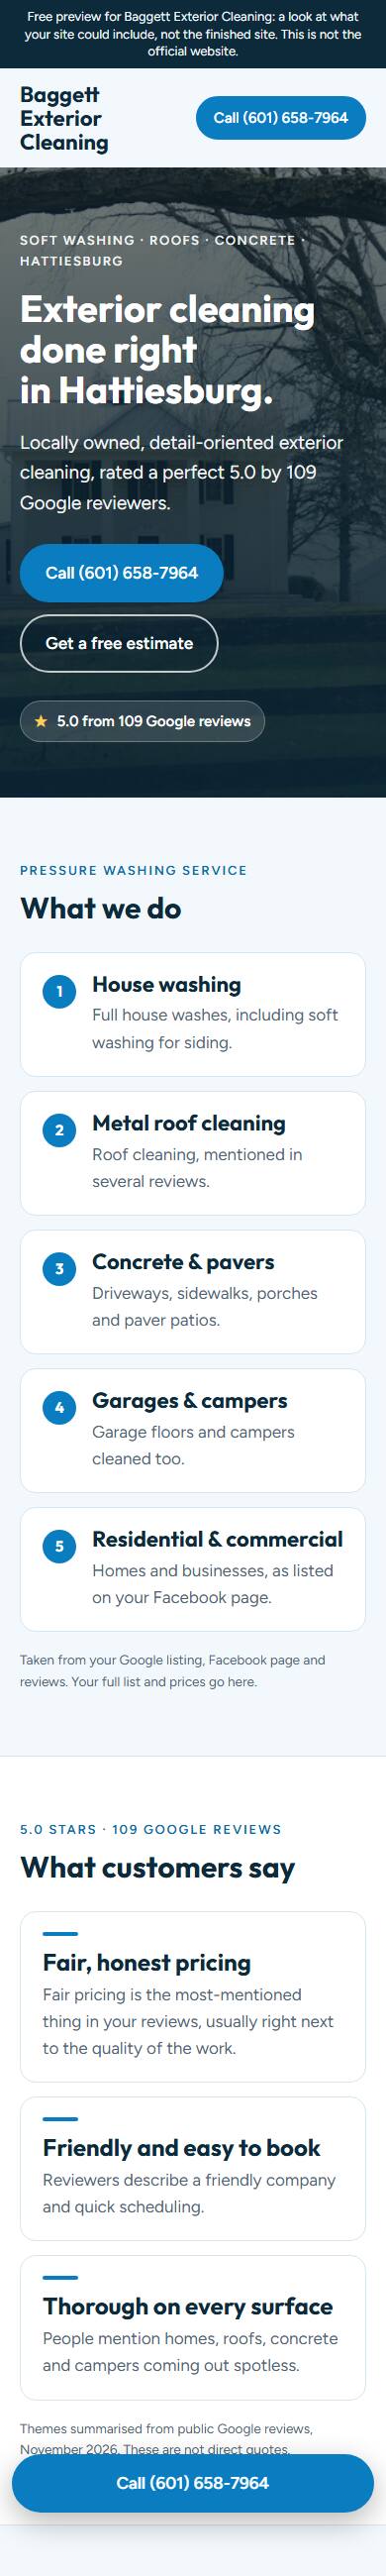 Free preview for Baggett Exterior Cleaning: a look at what
your site could include, not the finished site. This is not the
official website.
Baggett
Exterior
Cleaning
Call (601) 658-7964
SOFT WASHING · ROOFS · CONCRETE ·
HATTIESBURG
Exterior cleaning
done right
in Hattiesburg.
Locally owned, detail-oriented exterior
cleaning, rated a perfect 5.0 by 109
Google reviewers.
Call (601) 658-7964
Get a free estimate
★ 5.0 from 109 Google reviews
PRESSURE WASHING SERVICE
What we do
1
House washing
Full house washes, including soft
washing for siding.
2
Metal roof cleaning
Roof cleaning, mentioned in
several reviews.
3
Concrete & pavers
Driveways, sidewalks, porches
and paver patios.
4
Garages & campers
Garage floors and campers
cleaned too.
5
Residential & commercial
Homes and businesses, as listed
on your Facebook page.
Taken from your Google listing, Facebook page and
reviews. Your full list and prices go here.
5.0 STARS · 109 GOOGLE REVIEWS
What customers say
Fair, honest pricing
Fair pricing is the most-mentioned
thing in your reviews, usually right next
to the quality of the work.
Friendly and easy to book
Reviewers describe a friendly company
and quick scheduling.
Thorough on every surface
People mention homes, roofs, concrete
and campers coming out spotless.
Themes summarised from public Google reviews,
November 2026. These are not direct quotes.
Call (601) 658-7964